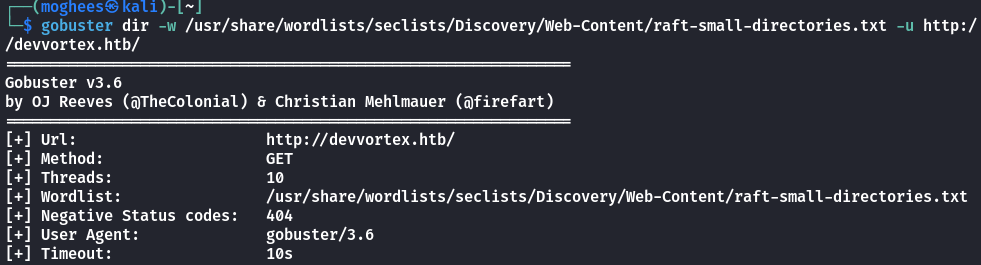 ┌──(moghees㉿kali)-[~]
└─$ gobuster dir -w /usr/share/wordlists/seclists/Discovery/Web-Content/raft-small-directories.txt -u http:/
/devvortex.htb/
===============================================================
Gobuster v3.6
by OJ Reeves (@TheColonial) & Christian Mehlmauer (@firefart)
===============================================================
[+] Url:                     http://devvortex.htb/
[+] Method:                  GET
[+] Threads:                 10
[+] Wordlist:                /usr/share/wordlists/seclists/Discovery/Web-Content/raft-small-directories.txt
[+] Negative Status codes:   404
[+] User Agent:              gobuster/3.6
[+] Timeout:                 10s